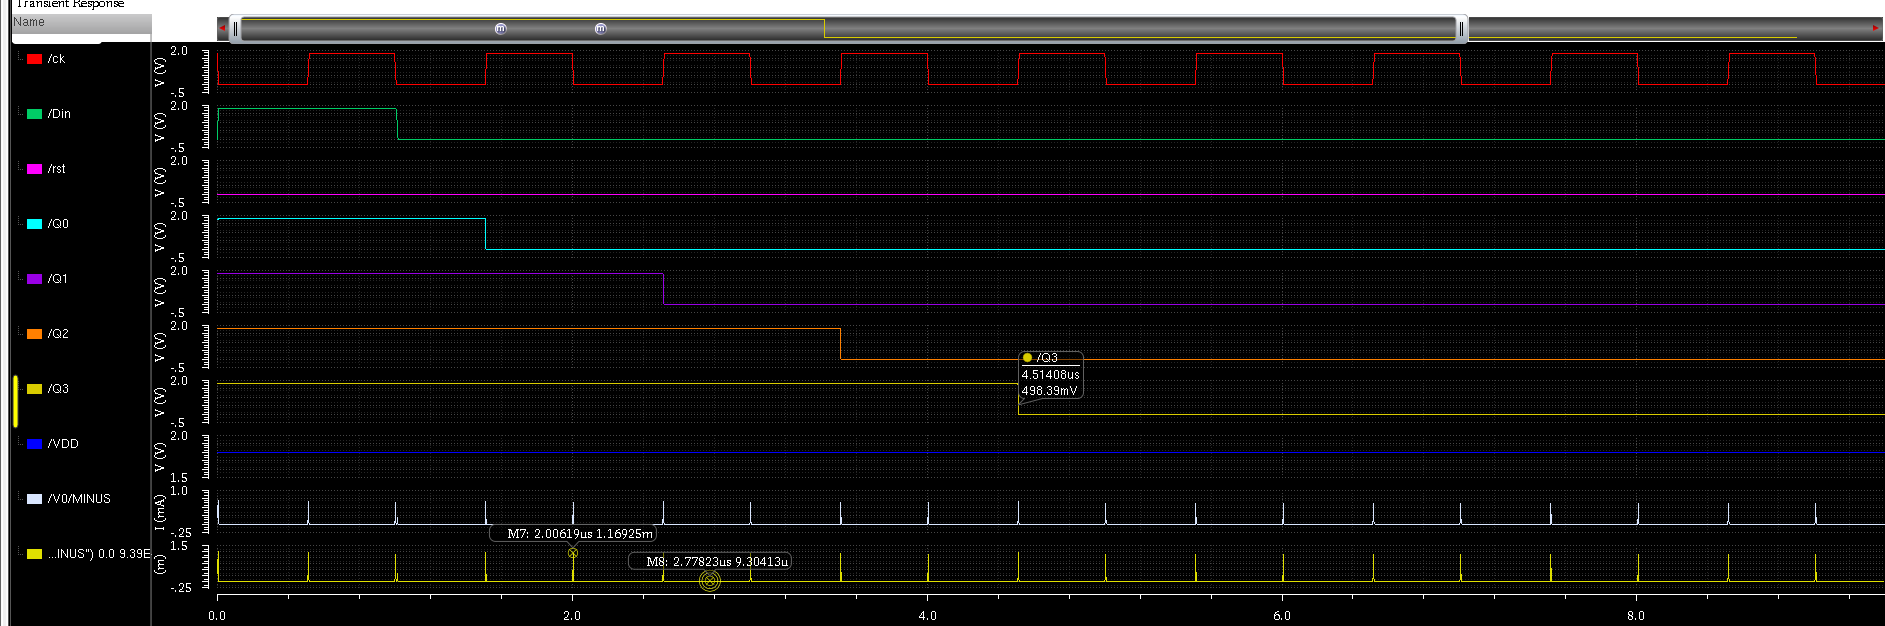 Transient Response
Name
m m
/ck
V (V)
2.0
-.5
/Din
V (V)
2.0
-.5
/rst
V (V)
2.0
-.5
/Q0
V (V)
2.0
-.5
/Q1
V (V)
2.0
-.5
/Q2
V (V)
2.0
-.5
/Q3
4.51408us
498.39mV
/Q3
V (V)
2.0
-.5
/VDD
V (V)
2.0
1.5
/V0/MINUS
I (mA)
1.0
-.25
M7: 2.00619us 1.16925m
...INUS") 0.0 9.39E
(m)
1.5
-.25
M8: 2.77823us 9.30413u
0.0 2.0 4.0 6.0 8.0